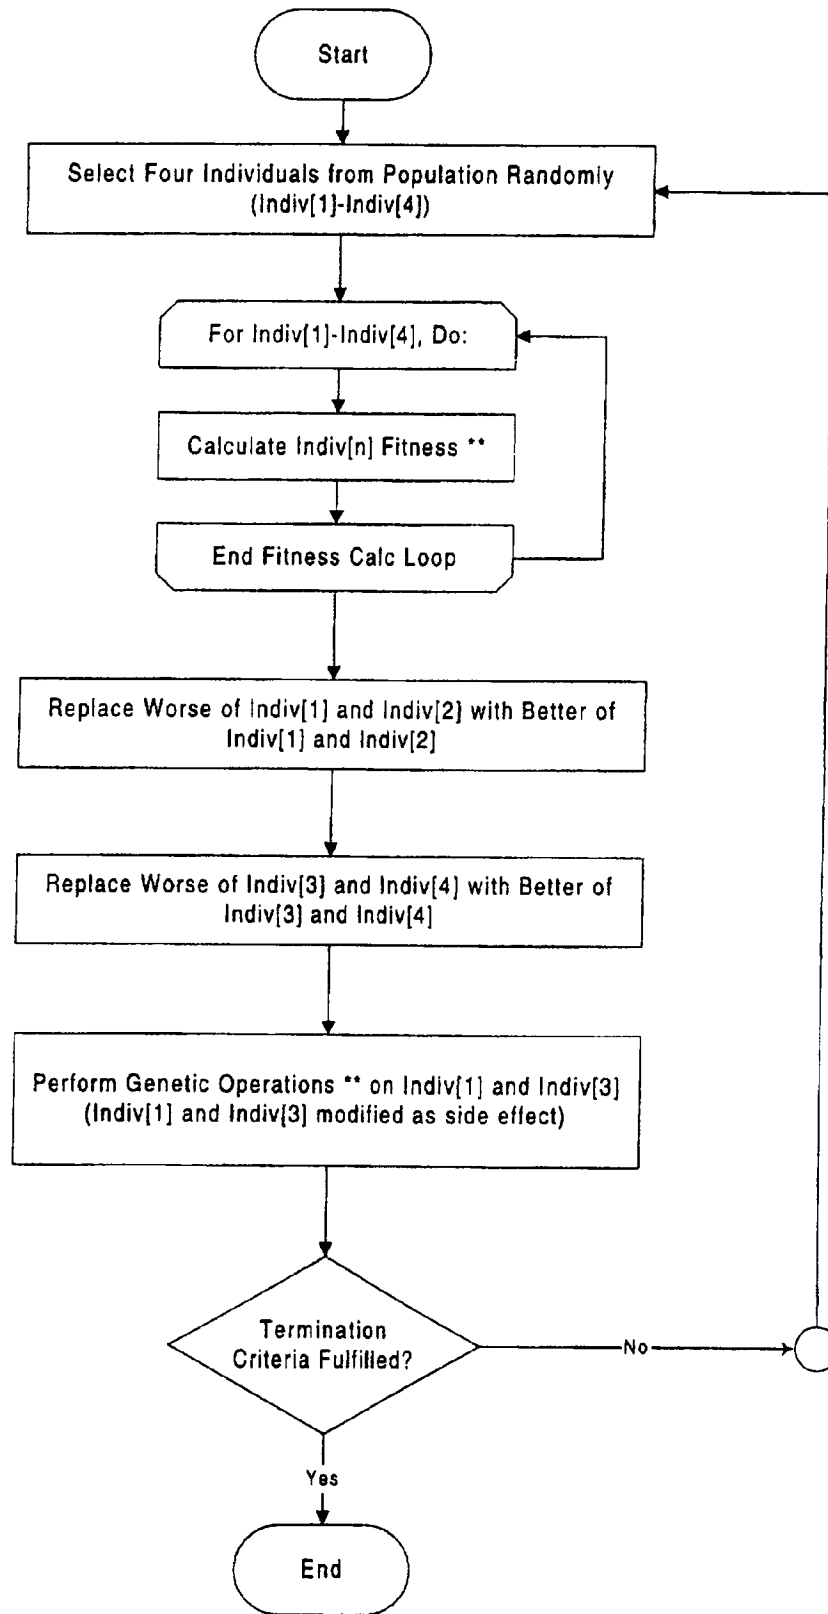 Start
Select Four Individuals from Population Randomly
(Indiv[1]-Indiv[4])
For Indiv[1]-Indiv[4], Do:
Calculate Indiv[n] Fitness **
End Fitness Calc Loop
Replace Worse of Indiv[1] and Indiv[2] with Better of
Indiv[1] and Indiv[2]
Replace Worse of Indiv[3] and Indiv[4] with Better of
Indiv[3] and Indiv[4]
Perform Genetic Operations ** on Indiv[1] and Indiv[3]
(Indiv[1] and Indiv[3] modified as side effect)
Termination
Criteria Fulfilled?
No
Yes
End